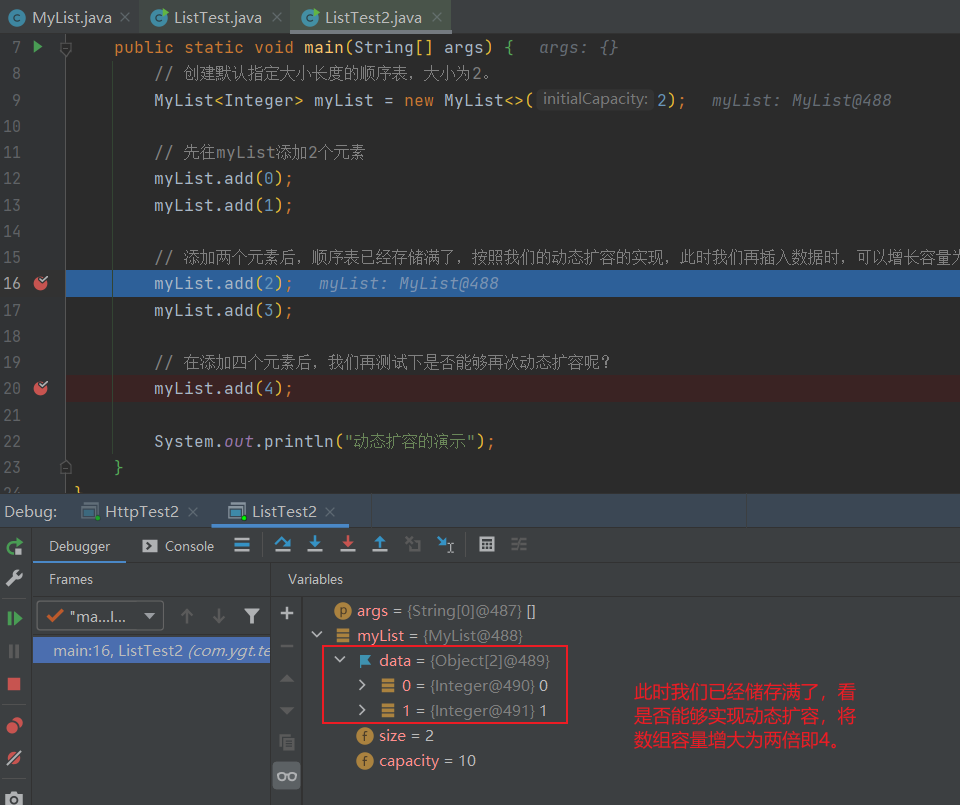 MyList.java
ListTest.java
ListTest2.java
7 public static void main(String[] args) { args: {}
8 // 创建默认指定大小长度的顺序表，大小为2。
9 MyList<Integer> myList = new MyList<>( initialCapacity: 2); myList: MyList@488
10
11 // 先往myList添加2个元素
12 myList.add(0);
13 myList.add(1);
14
15 // 添加两个元素后，顺序表已经存储满了，按照我们的动态扩容的实现，此时我们再插入数据时，可以增长容量为
16 myList.add(2); myList: MyList@488
17 myList.add(3);
18
19 // 在添加四个元素后，我们再测试下是否能够再次动态扩容呢？
20 myList.add(4);
21
22 System.out.println("动态扩容的演示");
23 }
24 }
Debug: HttpTest2 ListTest2
Debugger Console
Frames Variables
"ma...l...
main:16, ListTest2 (com.ygt.te
args = {String[0]@487} []
myList = {MyList@488}
data = {Object[2]@489}
0 = {Integer@490} 0
1 = {Integer@491} 1
size = 2
capacity = 10
此时我们已经储存满了，看
是否能够实现动态扩容，将
数组容量增大为两倍即4。